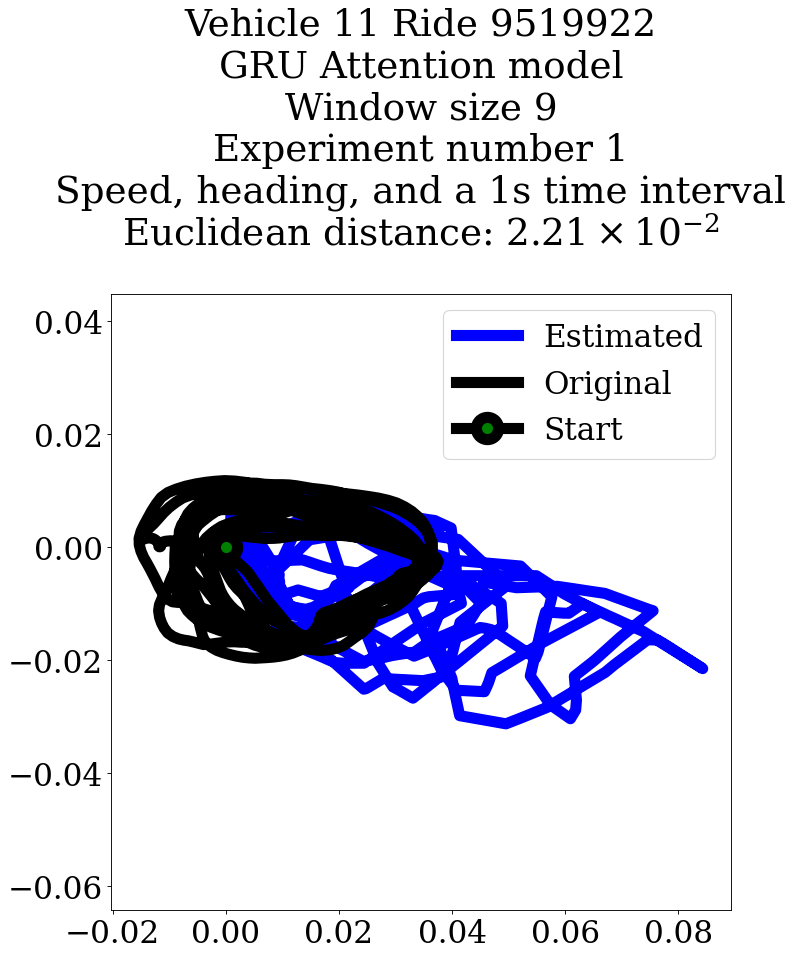 Vehicle 11 Ride 9519922
GRU Attention model
Window size 9
Experiment number 1
Speed, heading, and a 1s time interval
Euclidean distance: 2.21 × 10⁻²
0.04
0.02
0.00
−0.02
−0.04
−0.06
Estimated
Original
Start
−0.02 0.00 0.02 0.04 0.06 0.08